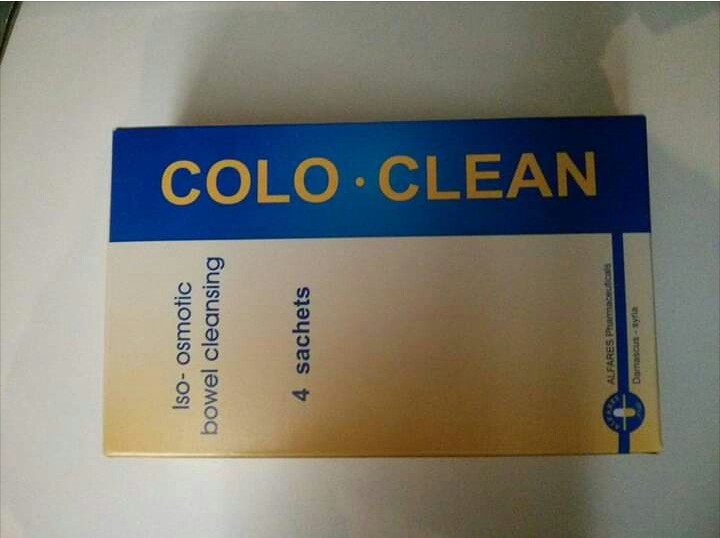 COLO · CLEAN
Iso- osmotic
bowel cleansing
4 sachets
ALFARES Pharmaceuticals
Damascus - syria